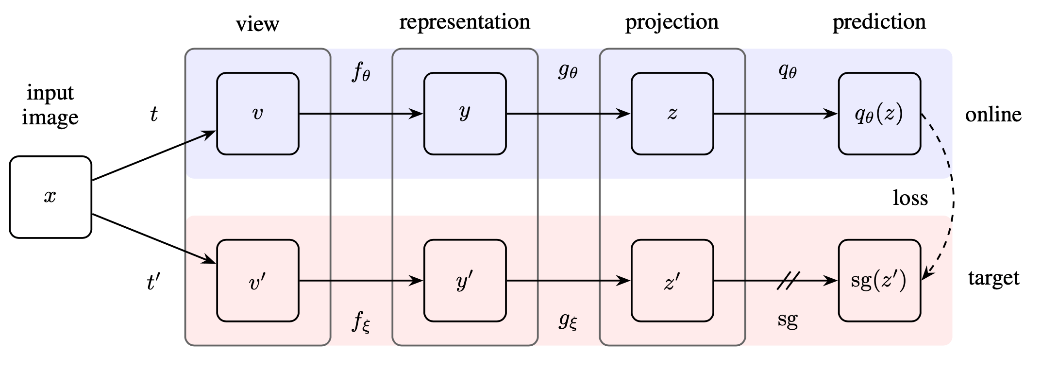 view
representation
projection
prediction
input
image
t
f_θ
g_θ
q_θ
v
y
z
q_θ(z)
online
x
loss
t′
v′
y′
z′
sg(z′)
target
f_ξ
g_ξ
sg